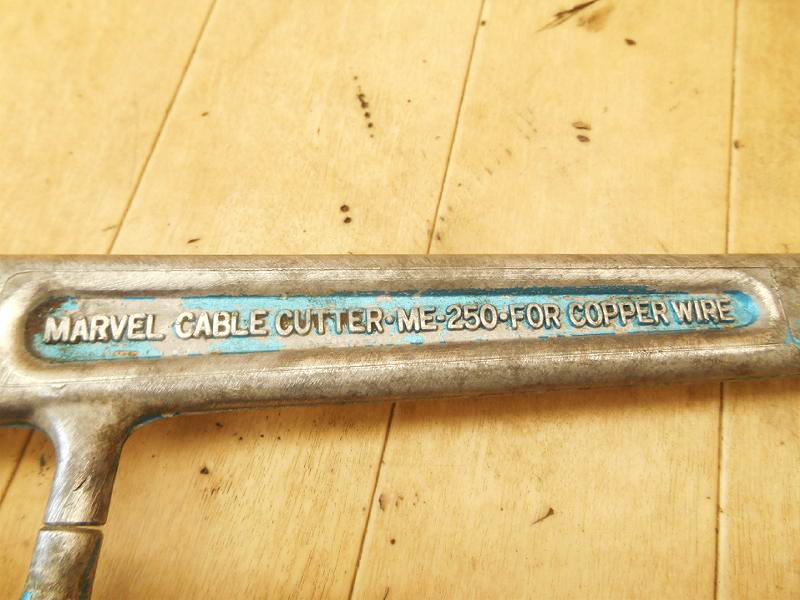 MARVEL CABLE CUTTER·ME-250·FOR COPPER WIRE